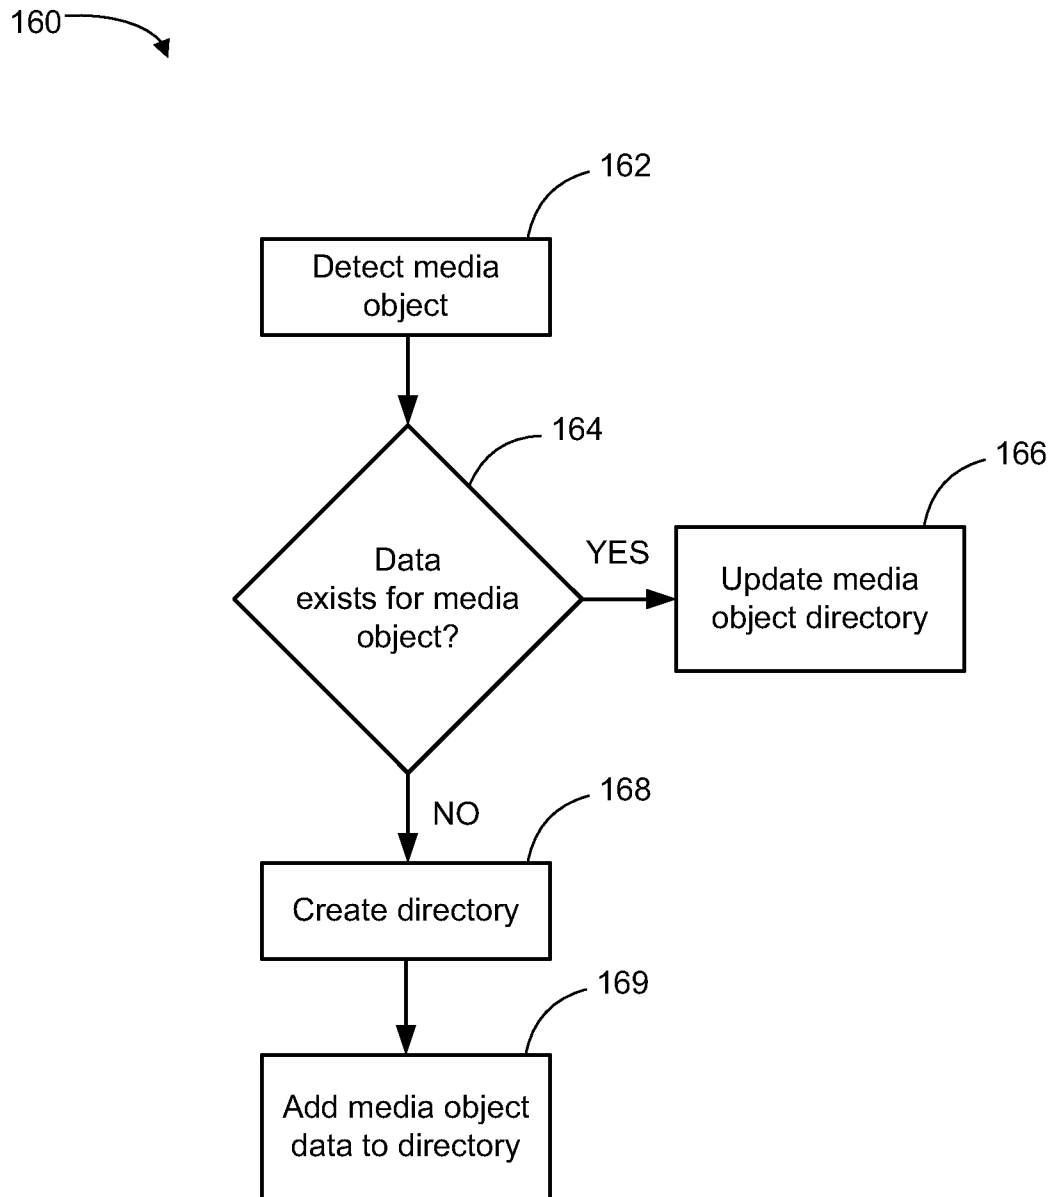 160
162
Detect media
object
164
166
Data
exists for media
object?
YES
Update media
object directory
NO
168
Create directory
169
Add media object
data to directory